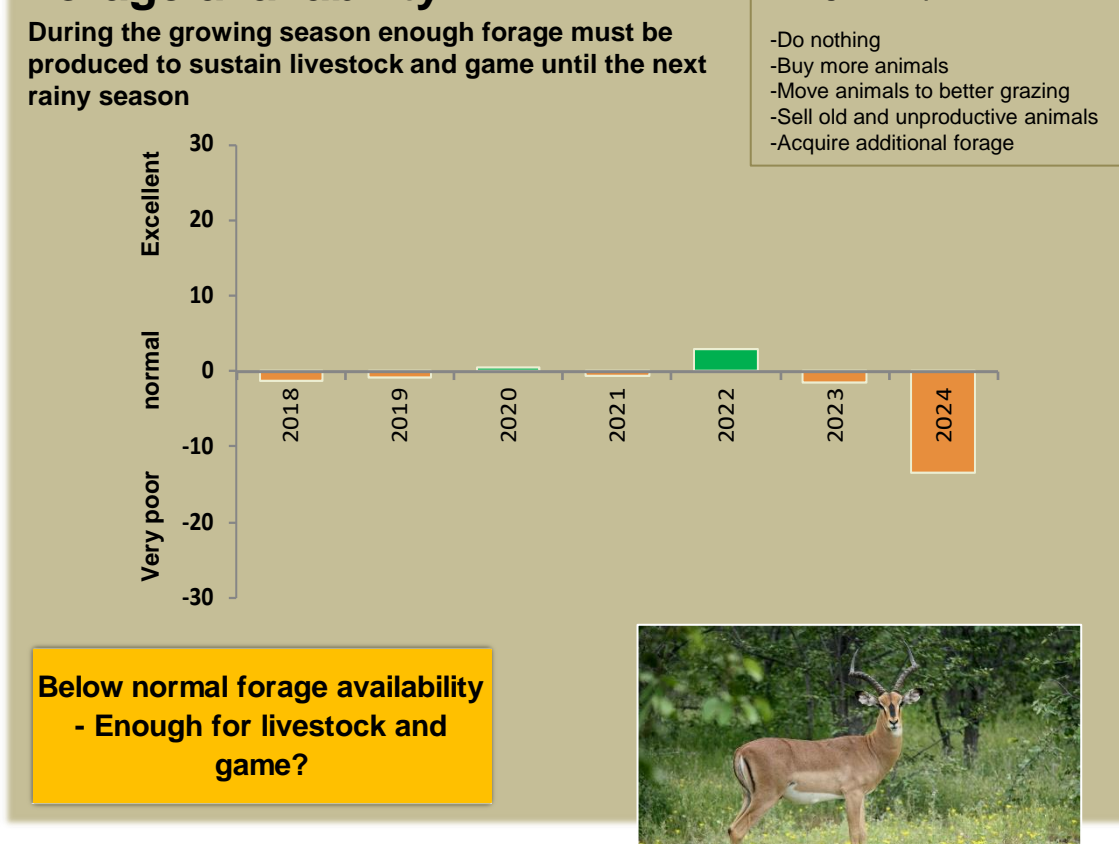 During the growing season enough forage must be
produced to sustain livestock and game until the next
rainy season
-Do nothing
-Buy more animals
-Move animals to better grazing
-Sell old and unproductive animals
-Acquire additional forage
Excellent
normal
Very poor
30
20
10
0
-10
-20
-30
2018
2019
2020
2021
2022
2023
2024
Below normal forage availability
- Enough for livestock and
game?